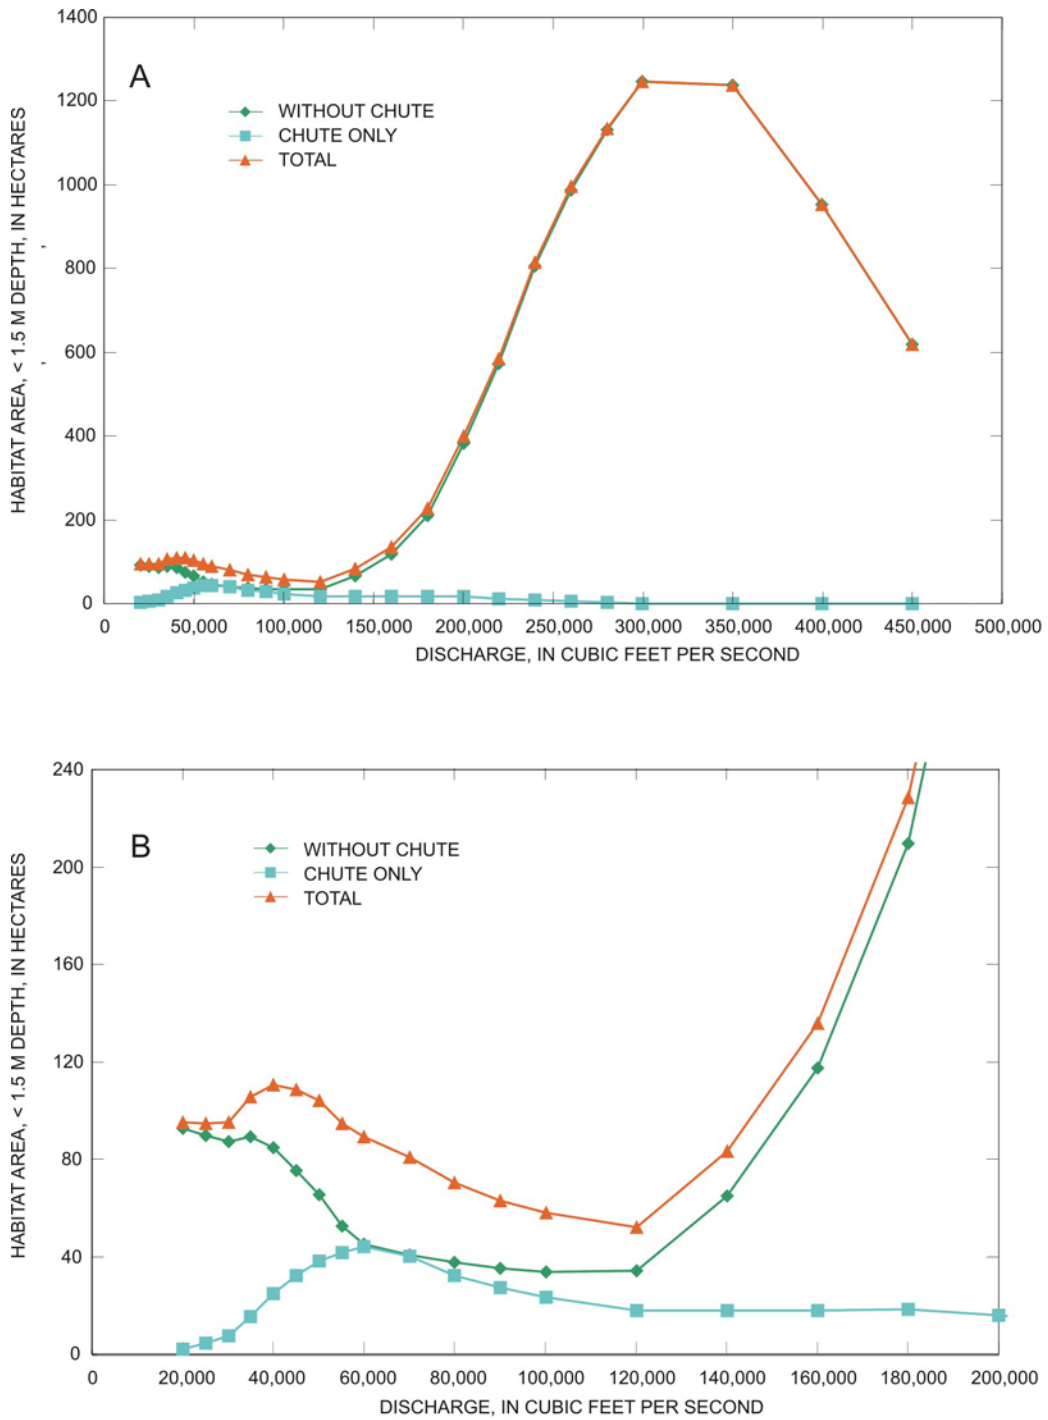 1400
1200
1000
800
600
400
200
0
HABITAT AREA, < 1.5 M DEPTH, IN HECTARES
,
,
A
WITHOUT CHUTE
CHUTE ONLY
TOTAL
0 50,000 100,000 150,000 200,000 250,000 300,000 350,000 400,000 450,000 500,000
DISCHARGE, IN CUBIC FEET PER SECOND
240
200
160
120
80
40
0
HABITAT AREA, < 1.5 M DEPTH, IN HECTARES
B
WITHOUT CHUTE
CHUTE ONLY
TOTAL
0 20,000 40,000 60,000 80,000 100,000 120,000 140,000 160,000 180,000 200,000
DISCHARGE, IN CUBIC FEET PER SECOND